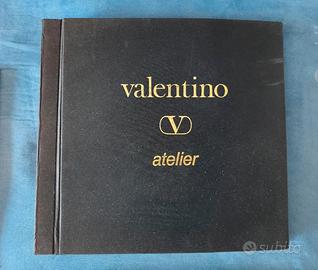 valentino
V
atelier
subito